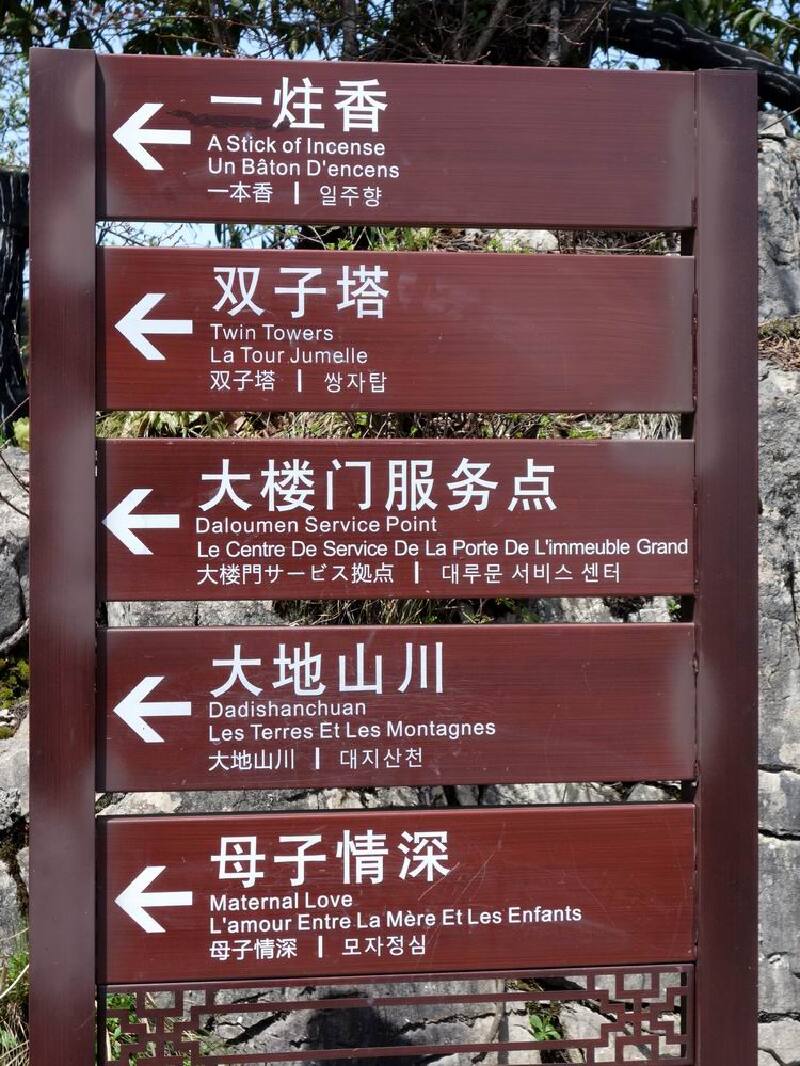 一炷香
A Stick of Incense
Un Bâton D'encens
一本香 | 일주향
双子塔
Twin Towers
La Tour Jumelle
双子塔 | 쌍자탑
大楼门服务点
Daloumen Service Point
Le Centre De Service De La Porte De L'immeuble Grand
大楼門サービス拠点 | 대루문 서비스 센터
大地山川
Dadishanchuan
Les Terres Et Les Montagnes
大地山川 | 대지산천
母子情深
Maternal Love
L'amour Entre La Mère Et Les Enfants
母子情深 | 모자정심